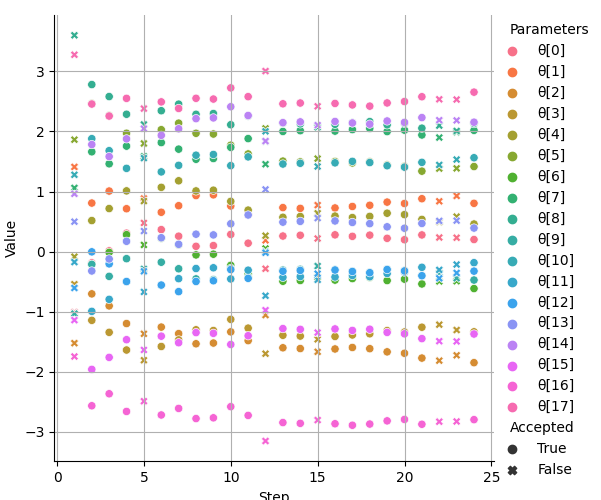 Parameters
θ[0]
θ[1]
θ[2]
θ[3]
θ[4]
θ[5]
θ[6]
θ[7]
θ[8]
θ[9]
θ[10]
θ[11]
θ[12]
θ[13]
θ[14]
θ[15]
θ[16]
θ[17]
Accepted
True
False
Value
3
2
1
0
−1
−2
−3
0
5
10
15
20
25
Step